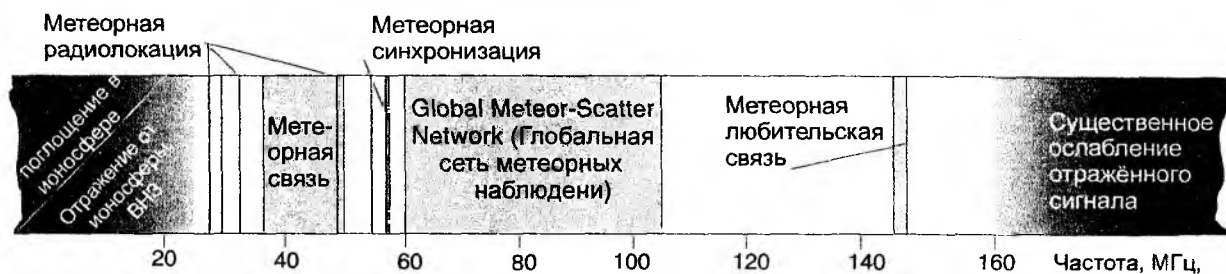 Метеорная
радиолокация
Метеорная
синхронизация
поглощение в
ионосфере
Отражение от
ионосферы,
ВНЗ
Мете-
орная
связь
Global Meteor-Scatter
Network (Глобальная
сеть метеорных
наблюдени)
Метеорная
любительская
связь
Существенное
ослабление
отражённого
сигнала
20
40
60
80
100
120
140
160
Частота, МГц,